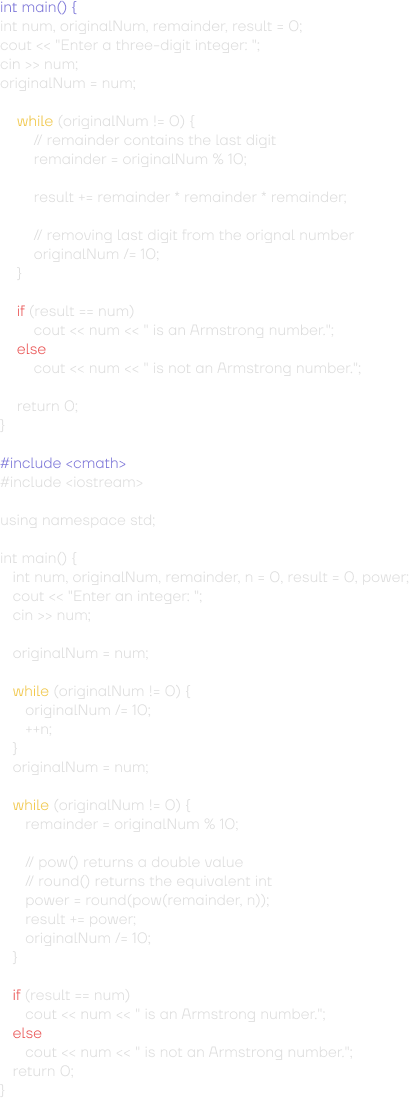 int main() {
int num, originalNum, remainder, result = 0;
cout << "Enter a three-digit integer: ";
cin >> num;
originalNum = num;
while (originalNum != 0) {
// remainder contains the last digit
remainder = originalNum % 10;
result += remainder * remainder * remainder;
// removing last digit from the orignal number
originalNum /= 10;
}
if (result == num)
cout << num << " is an Armstrong number.";
else
cout << num << " is not an Armstrong number.";
return 0;
}
#include <cmath>
#include <iostream>
using namespace std;
int main() {
int num, originalNum, remainder, n = 0, result = 0, power;
cout << "Enter an integer: ";
cin >> num;
originalNum = num;
while (originalNum != 0) {
originalNum /= 10;
++n;
}
originalNum = num;
while (originalNum != 0) {
remainder = originalNum % 10;
// pow() returns a double value
// round() returns the equivalent int
power = round(pow(remainder, n));
result += power;
originalNum /= 10;
}
if (result == num)
cout << num << " is an Armstrong number.";
else
cout << num << " is not an Armstrong number.";
return 0;
}